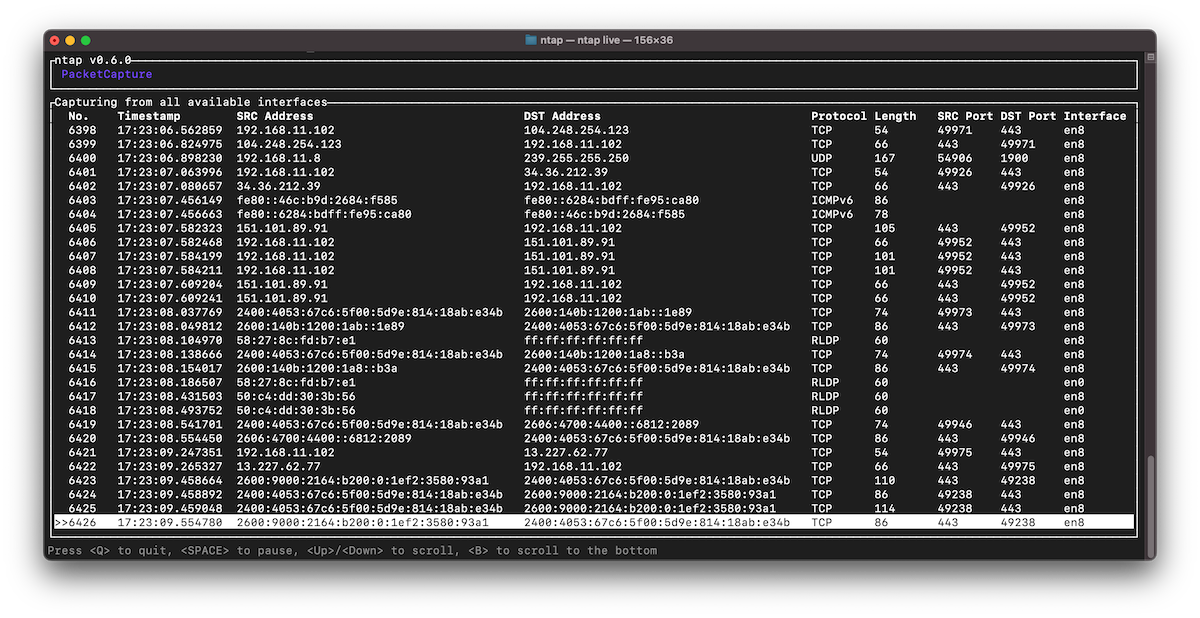 ntap — ntap live — 156×36
ntap v0.6.0
PacketCapture
Capturing from all available interfaces
No. Timestamp SRC Address DST Address Protocol Length SRC Port DST Port Interface
6398 17:23:06.562859 192.168.11.102 104.248.254.123 TCP 54 49971 443 en8
6399 17:23:06.824975 104.248.254.123 192.168.11.102 TCP 66 443 49971 en8
6400 17:23:06.898230 192.168.11.8 239.255.255.250 UDP 167 54906 1900 en8
6401 17:23:07.063996 192.168.11.102 34.36.212.39 TCP 54 49926 443 en8
6402 17:23:07.080657 34.36.212.39 192.168.11.102 TCP 66 443 49926 en8
6403 17:23:07.456149 fe80::46c:b9d:2684:f585 fe80::6284:bdff:fe95:ca80 ICMPv6 86 en8
6404 17:23:07.456663 fe80::6284:bdff:fe95:ca80 fe80::46c:b9d:2684:f585 ICMPv6 78 en8
6405 17:23:07.582323 151.101.89.91 192.168.11.102 TCP 105 443 49952 en8
6406 17:23:07.582468 192.168.11.102 151.101.89.91 TCP 66 49952 443 en8
6407 17:23:07.584199 192.168.11.102 151.101.89.91 TCP 101 49952 443 en8
6408 17:23:07.584211 192.168.11.102 151.101.89.91 TCP 101 49952 443 en8
6409 17:23:07.609204 151.101.89.91 192.168.11.102 TCP 66 443 49952 en8
6410 17:23:07.609241 151.101.89.91 192.168.11.102 TCP 66 443 49952 en8
6411 17:23:08.037769 2400:4053:67c6:5f00:5d9e:814:18ab:e34b 2600:140b:1200:1ab::1e89 TCP 74 49973 443 en8
6412 17:23:08.049812 2600:140b:1200:1ab::1e89 2400:4053:67c6:5f00:5d9e:814:18ab:e34b TCP 86 443 49973 en8
6413 17:23:08.104970 58:27:8c:fd:b7:e1 ff:ff:ff:ff:ff:ff RLDP 60 en8
6414 17:23:08.138666 2400:4053:67c6:5f00:5d9e:814:18ab:e34b 2600:140b:1200:1a8::b3a TCP 74 49974 443 en8
6415 17:23:08.154017 2600:140b:1200:1a8::b3a 2400:4053:67c6:5f00:5d9e:814:18ab:e34b TCP 86 443 49974 en8
6416 17:23:08.186507 58:27:8c:fd:b7:e1 ff:ff:ff:ff:ff:ff RLDP 60 en0
6417 17:23:08.431503 50:c4:dd:30:3b:56 ff:ff:ff:ff:ff:ff RLDP 60 en8
6418 17:23:08.493752 50:c4:dd:30:3b:56 ff:ff:ff:ff:ff:ff RLDP 60 en0
6419 17:23:08.541701 2400:4053:67c6:5f00:5d9e:814:18ab:e34b 2606:4700:4400::6812:2089 TCP 74 49946 443 en8
6420 17:23:08.554450 2606:4700:4400::6812:2089 2400:4053:67c6:5f00:5d9e:814:18ab:e34b TCP 86 443 49946 en8
6421 17:23:09.247351 192.168.11.102 13.227.62.77 TCP 54 49975 443 en8
6422 17:23:09.265327 13.227.62.77 192.168.11.102 TCP 66 443 49975 en8
6423 17:23:09.458664 2600:9000:2164:b200:0:1ef2:3580:93a1 2400:4053:67c6:5f00:5d9e:814:18ab:e34b TCP 110 443 49238 en8
6424 17:23:09.458892 2400:4053:67c6:5f00:5d9e:814:18ab:e34b 2600:9000:2164:b200:0:1ef2:3580:93a1 TCP 86 49238 443 en8
6425 17:23:09.459048 2400:4053:67c6:5f00:5d9e:814:18ab:e34b 2600:9000:2164:b200:0:1ef2:3580:93a1 TCP 114 49238 443 en8
>>6426 17:23:09.554780 2600:9000:2164:b200:0:1ef2:3580:93a1 2400:4053:67c6:5f00:5d9e:814:18ab:e34b TCP 86 443 49238 en8
Press <Q> to quit, <SPACE> to pause, <Up>/<Down> to scroll, <B> to scroll to the bottom